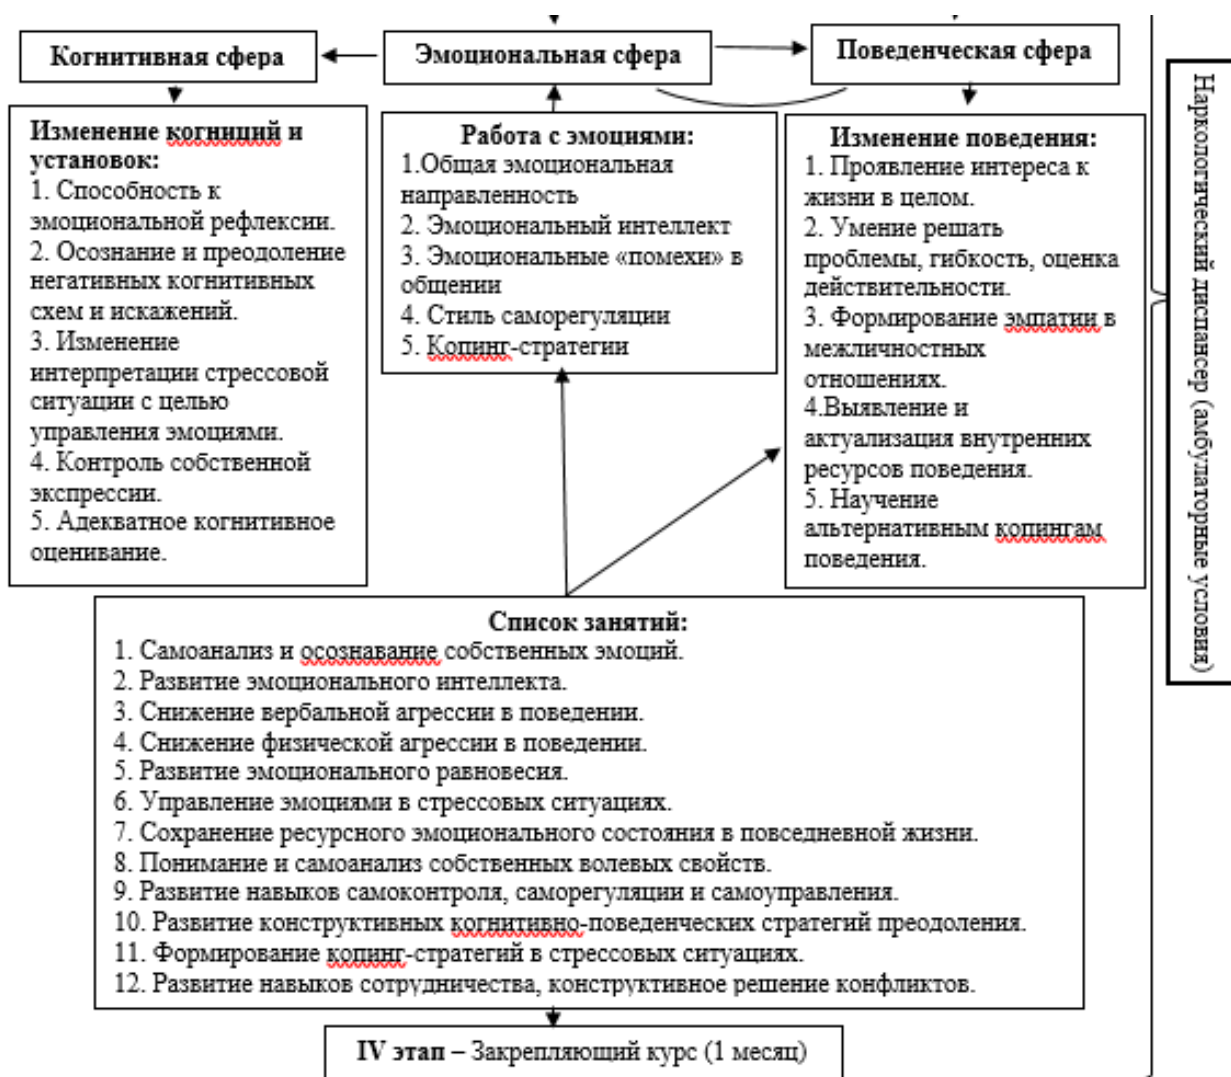 Когнитивная сфера
Эмоциональная сфера
Поведенческая сфера
Изменение когниций и
установок:
1. Способность к
эмоциональной рефлексии.
2. Осознание и преодоление
негативных когнитивных
схем и искажений.
3. Изменение
интерпретации стрессовой
ситуации с целью
управления эмоциями.
4. Контроль собственной
экспрессии.
5. Адекватное когнитивное
оценивание.
Работа с эмоциями:
1.Общая эмоциональная
направленность
2. Эмоциональный интеллект
3. Эмоциональные «помехи» в
общении
4. Стиль саморегуляции
5. Копинг-стратегии
Изменение поведения:
1. Проявление интереса к
жизни в целом.
2. Умение решать
проблемы, гибкость, оценка
действительности.
3. Формирование эмпатии в
межличностных
отношениях.
4.Выявление и
актуализация внутренних
ресурсов поведения.
5. Научение
альтернативным копингам
поведения.
Наркологический диспансер (амбулаторные условия)
Список занятий:
1. Самоанализ и осознавание собственных эмоций.
2. Развитие эмоционального интеллекта.
3. Снижение вербальной агрессии в поведении.
4. Снижение физической агрессии в поведении.
5. Развитие эмоционального равновесия.
6. Управление эмоциями в стрессовых ситуациях.
7. Сохранение ресурсного эмоционального состояния в повседневной жизни.
8. Понимание и самоанализ собственных волевых свойств.
9. Развитие навыков самоконтроля, саморегуляции и самоуправления.
10. Развитие конструктивных когнитивно-поведенческих стратегий преодоления.
11. Формирование копинг-стратегий в стрессовых ситуациях.
12. Развитие навыков сотрудничества, конструктивное решение конфликтов.
IV этап – Закрепляющий курс (1 месяц)